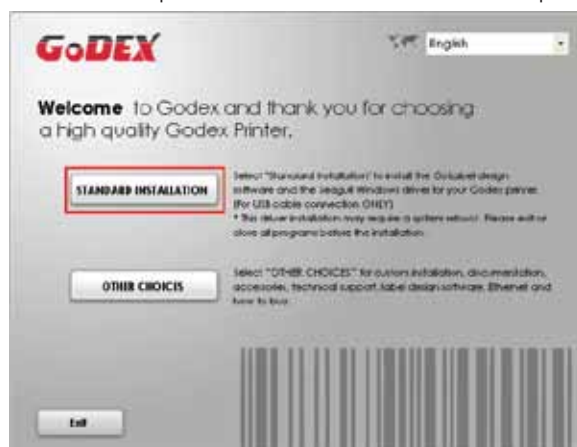 GoDEX
English
Welcome to Godex and thank you for choosing
a high quality Godex Printer.
STANDARD INSTALLATION
Select "Standard Installation" to install the GoLabel design
software and the Seagull Windows driver for your Godex printer.
(For USB cable connection ONLY)
* This driver installation may require a system reboot. Please exit or
close all programs before the installation.
OTHER CHOICES
Select "OTHER CHOICES" for custom installation, documentation,
accessories, technical support, label design software, Ethernet and
how to buy.
Exit